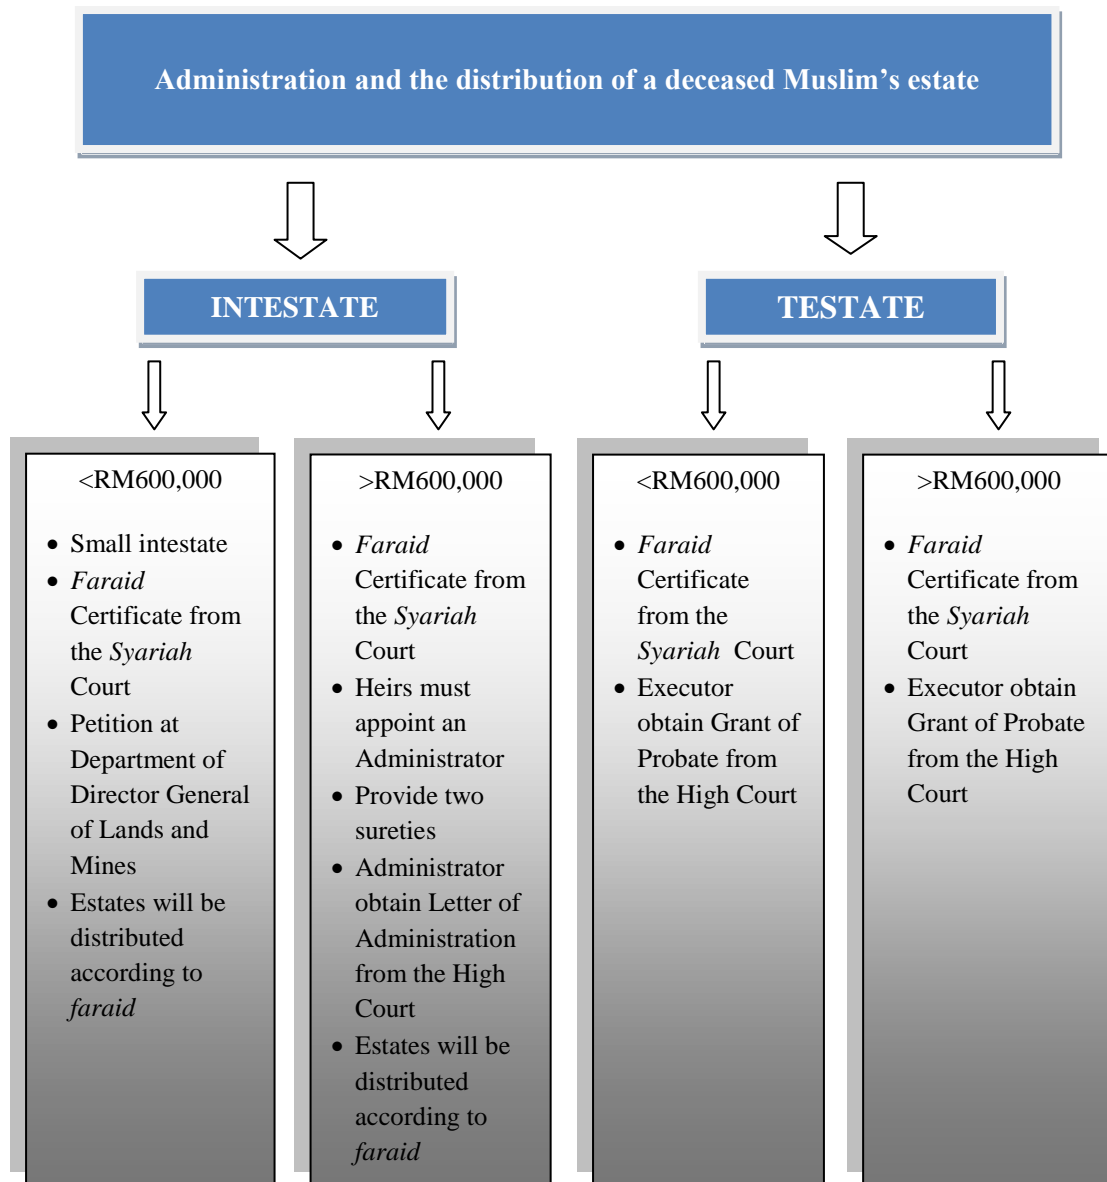 Administration and the distribution of a deceased Muslim’s estate
INTESTATE
TESTATE
<RM600,000
• Small intestate
• Faraid
Certificate from
the Syariah
Court
• Petition at
Department of
Director General
of Lands and
Mines
• Estates will be
distributed
according to
faraid
>RM600,000
• Faraid
Certificate from
the Syariah
Court
• Heirs must
appoint an
Administrator
• Provide two
sureties
• Administrator
obtain Letter of
Administration
from the High
Court
• Estates will be
distributed
according to
faraid
<RM600,000
• Faraid
Certificate
from the
Syariah Court
• Executor
obtain Grant of
Probate from
the High Court
>RM600,000
• Faraid
Certificate from
the Syariah
Court
• Executor obtain
Grant of Probate
from the High
Court